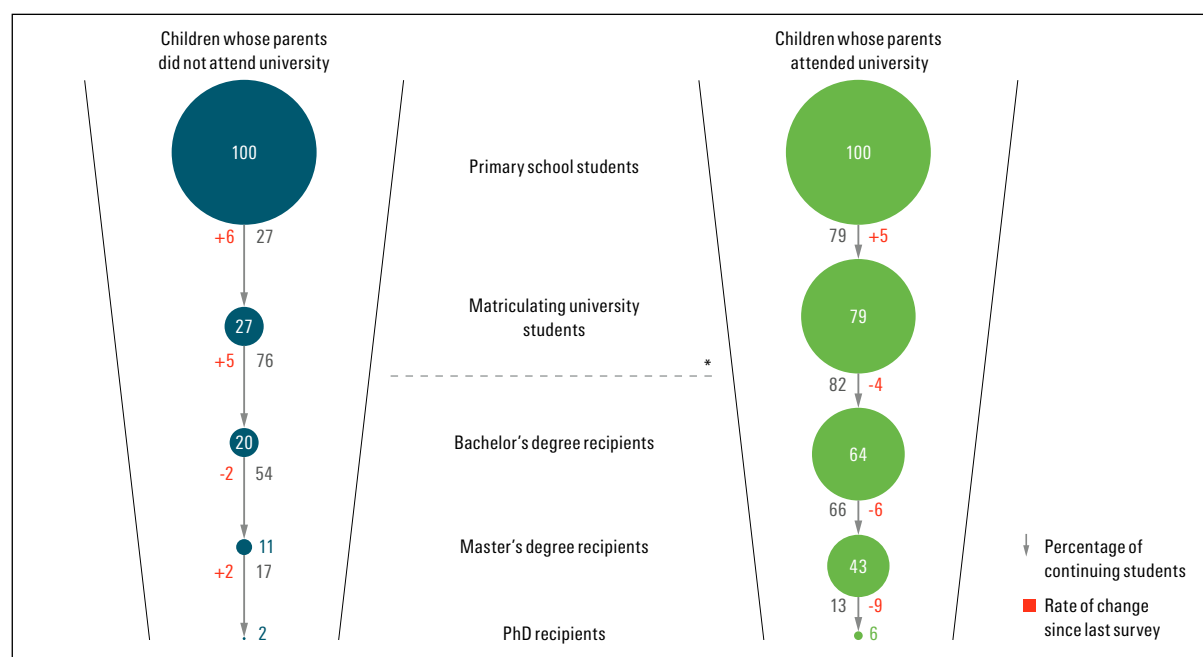 Children whose parents
did not attend university
Children whose parents
attended university
100
Primary school students
100
+6 27
79 +5
27
Matriculating university
students
79
+5 76
*
82 -4
20
Bachelor's degree recipients
64
-2 54
66 -6
11
Master's degree recipients
43
+2 17
13 -9
2
PhD recipients
6
Percentage of
continuing students
Rate of change
since last survey